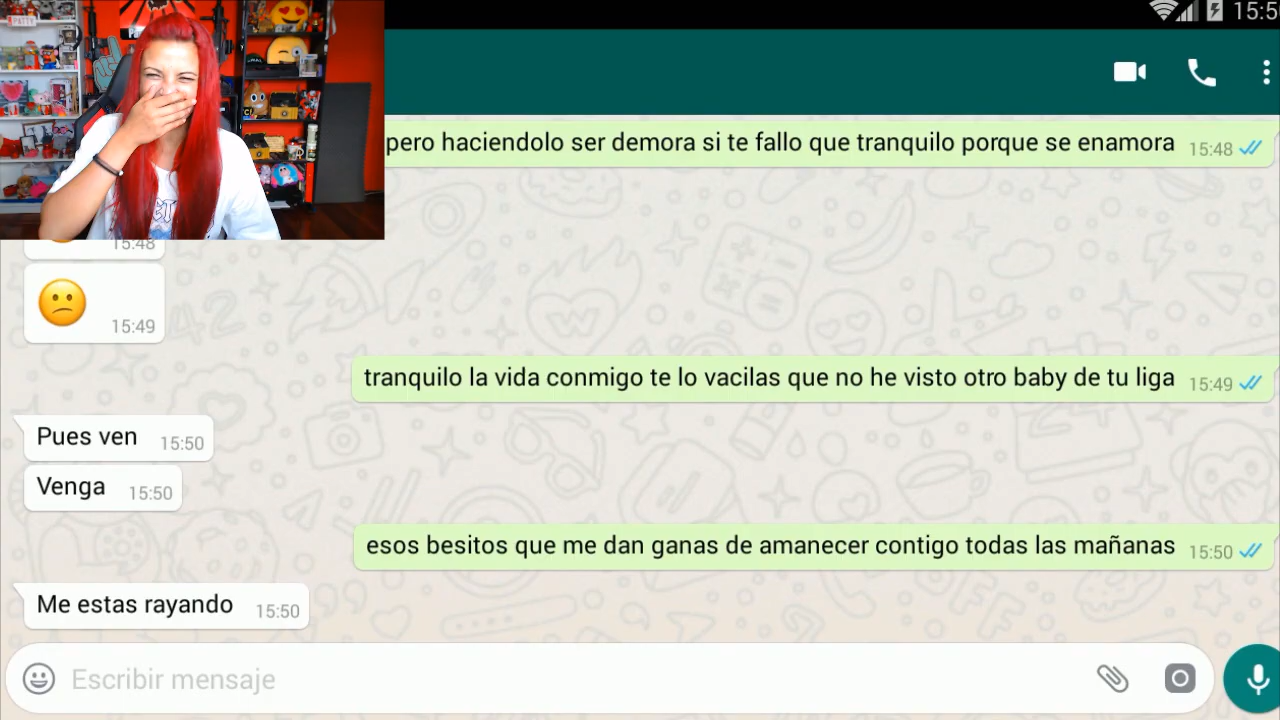 15:5
PATTY
pero haciendolo ser demora si te fallo que tranquilo porque se enamora 15:48
15:48
15:49
tranquilo la vida conmigo te lo vacilas que no he visto otro baby de tu liga 15:49
Pues ven 15:50
Venga 15:50
esos besitos que me dan ganas de amanecer contigo todas las mañanas 15:50
Me estas rayando 15:50
Escribir mensaje